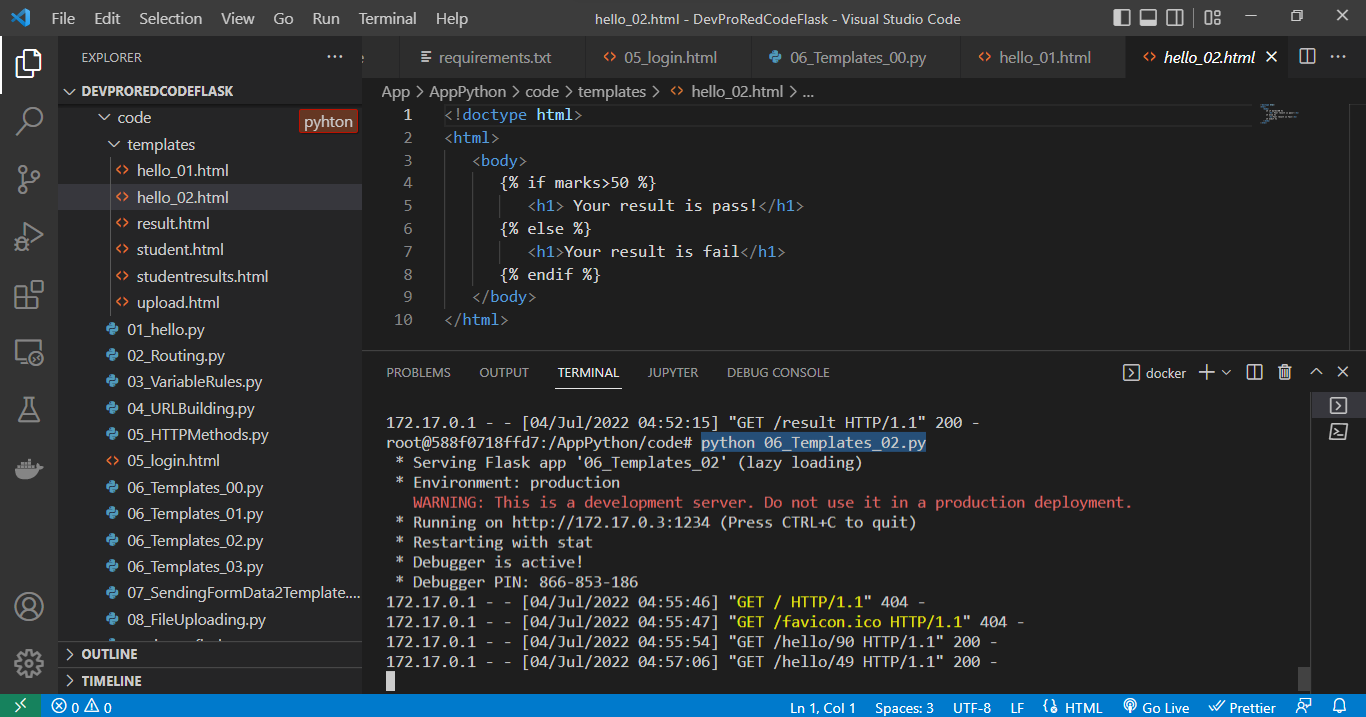 File Edit Selection View Go Run Terminal Help
hello_02.html - DevProRedCodeFlask - Visual Studio Code
EXPLORER
DEVPROREDCODEFLASK
code
pyhton
templates
hello_01.html
hello_02.html
result.html
student.html
studentresults.html
upload.html
01_hello.py
02_Routing.py
03_VariableRules.py
04_URLBuilding.py
05_HTTPMethods.py
05_login.html
06_Templates_00.py
06_Templates_01.py
06_Templates_02.py
06_Templates_03.py
07_SendingFormData2Template....
08_FileUploading.py
OUTLINE
TIMELINE
requirements.txt 05_login.html 06_Templates_00.py hello_01.html hello_02.html
App > AppPython > code > templates > hello_02.html > ...
1 <!doctype html>
2 <html>
3 <body>
4 {% if marks>50 %}
5 <h1> Your result is pass!</h1>
6 {% else %}
7 <h1>Your result is fail</h1>
8 {% endif %}
9 </body>
10 </html>
PROBLEMS OUTPUT TERMINAL JUPYTER DEBUG CONSOLE
docker
172.17.0.1 - - [04/Jul/2022 04:52:15] "GET /result HTTP/1.1" 200 -
root@588f0718ffd7:/AppPython/code# python 06_Templates_02.py
* Serving Flask app '06_Templates_02' (lazy loading)
* Environment: production
WARNING: This is a development server. Do not use it in a production deployment.
* Running on http://172.17.0.3:1234 (Press CTRL+C to quit)
* Restarting with stat
* Debugger is active!
* Debugger PIN: 866-853-186
172.17.0.1 - - [04/Jul/2022 04:55:46] "GET / HTTP/1.1" 404 -
172.17.0.1 - - [04/Jul/2022 04:55:47] "GET /favicon.ico HTTP/1.1" 404 -
172.17.0.1 - - [04/Jul/2022 04:55:54] "GET /hello/90 HTTP/1.1" 200 -
172.17.0.1 - - [04/Jul/2022 04:57:06] "GET /hello/49 HTTP/1.1" 200 -
0 0
Ln 1, Col 1 Spaces: 3 UTF-8 LF HTML Go Live Prettier